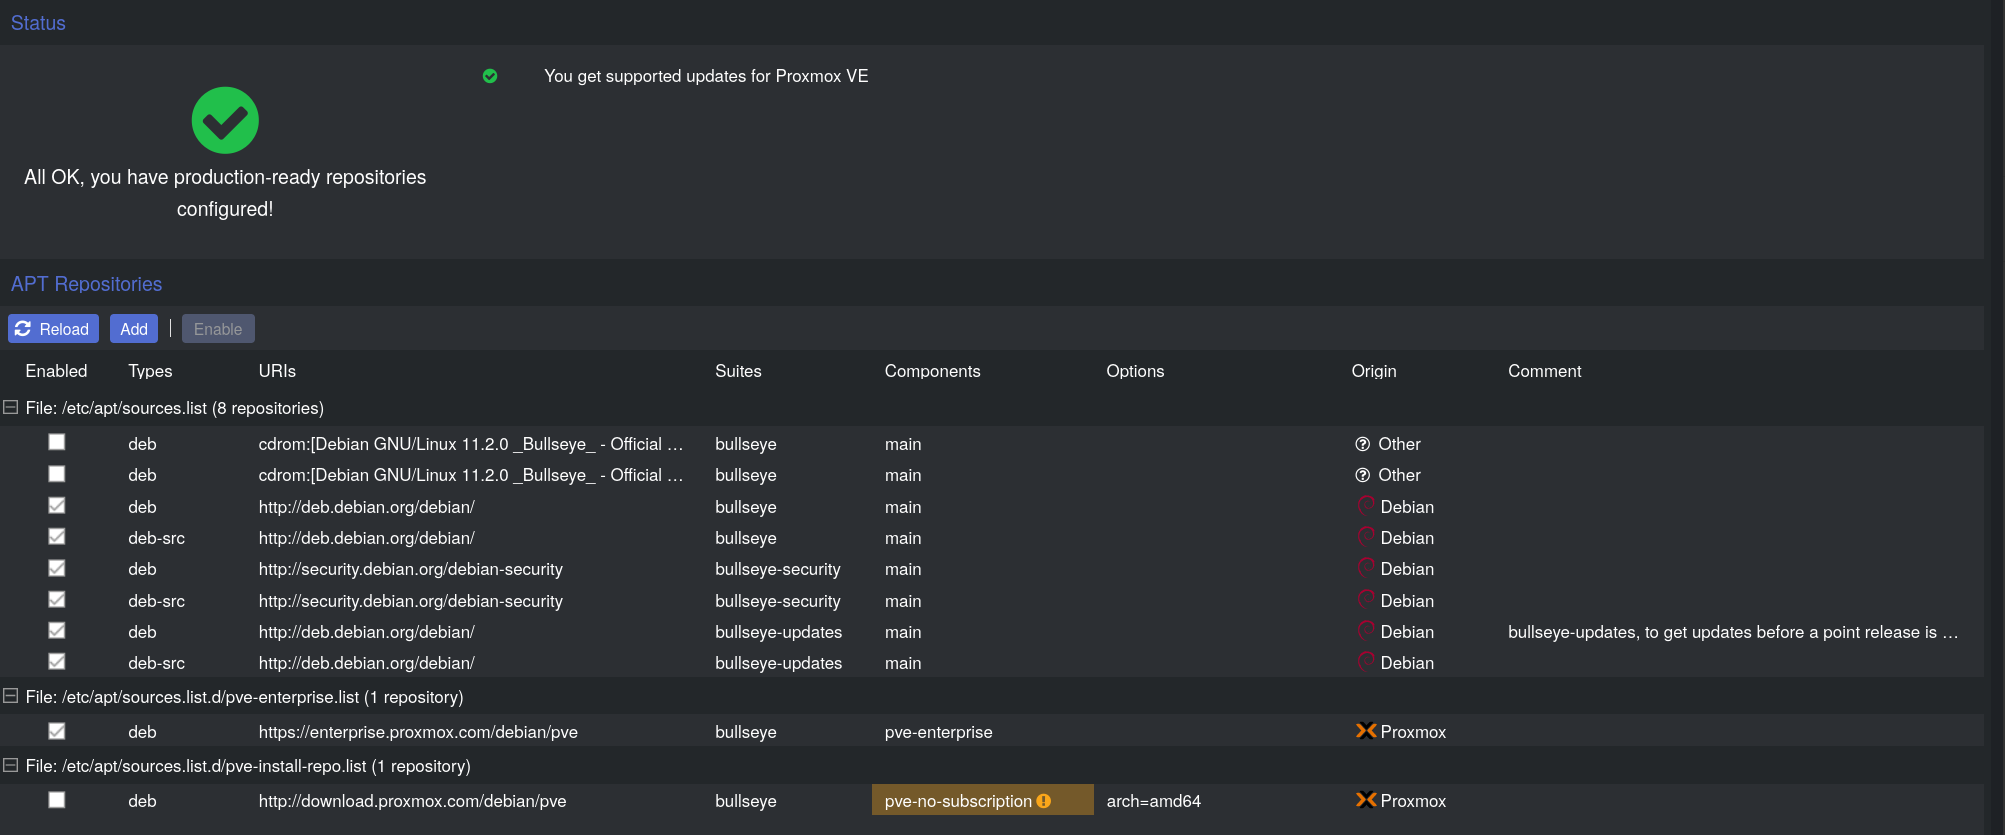 Status
You get supported updates for Proxmox VE
All OK, you have production-ready repositories
configured!
APT Repositories
Reload Add Enable
Enabled Types URIs Suites Components Options Origin Comment
File: /etc/apt/sources.list (8 repositories)
deb cdrom:[Debian GNU/Linux 11.2.0 _Bullseye_ - Official … bullseye main Other
deb cdrom:[Debian GNU/Linux 11.2.0 _Bullseye_ - Official … bullseye main Other
deb http://deb.debian.org/debian/ bullseye main Debian
deb-src http://deb.debian.org/debian/ bullseye main Debian
deb http://security.debian.org/debian-security bullseye-security main Debian
deb-src http://security.debian.org/debian-security bullseye-security main Debian
deb http://deb.debian.org/debian/ bullseye-updates main Debian bullseye-updates, to get updates before a point release is …
deb-src http://deb.debian.org/debian/ bullseye-updates main Debian
File: /etc/apt/sources.list.d/pve-enterprise.list (1 repository)
deb https://enterprise.proxmox.com/debian/pve bullseye pve-enterprise Proxmox
File: /etc/apt/sources.list.d/pve-install-repo.list (1 repository)
deb http://download.proxmox.com/debian/pve bullseye pve-no-subscription arch=amd64 Proxmox